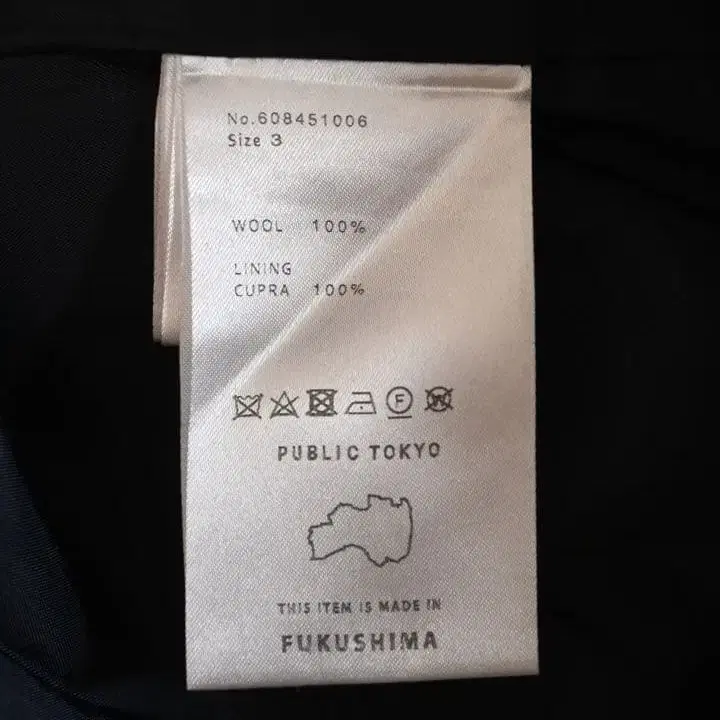 No.608451006
Size 3
WOOL 100%
LINING
CUPRA 100%
F
W
PUBLIC TOKYO
THIS ITEM IS MADE IN
FUKUSHIMA